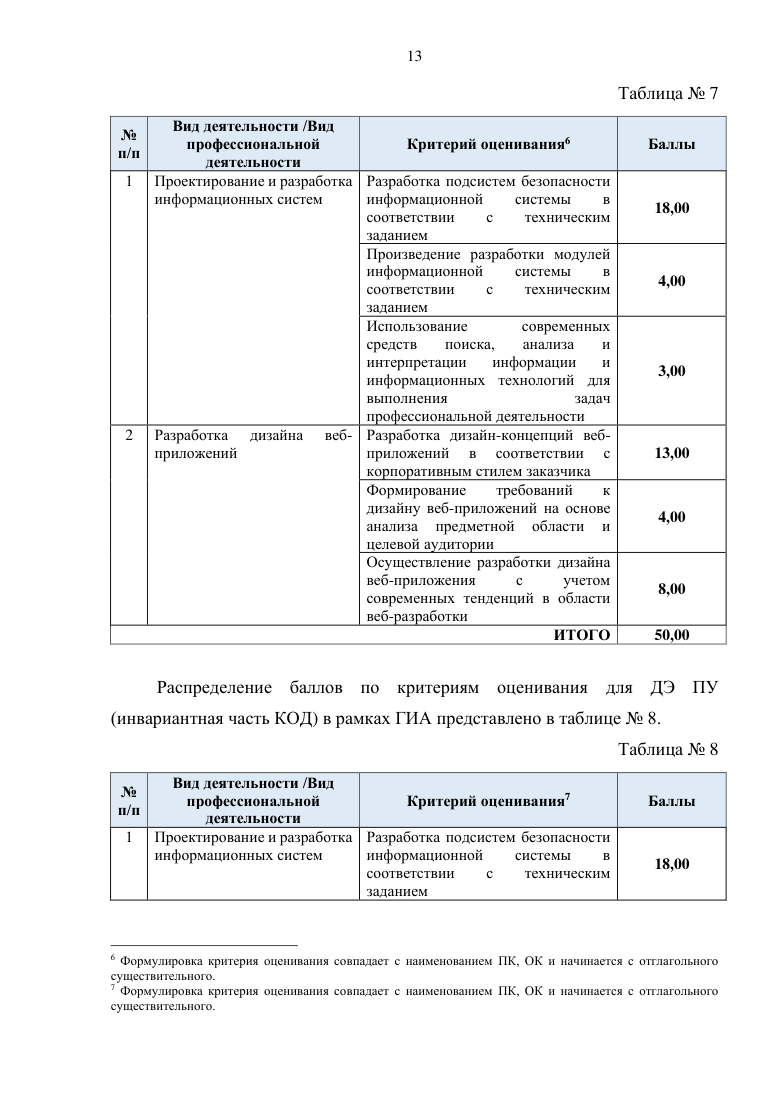 13
Таблица № 7
№
п/п
Вид деятельности /Вид
профессиональной
деятельности
Критерий оценивания6
Баллы
1
Проектирование и разработка
информационных систем
Разработка подсистем безопасности
информационной системы в
соответствии с техническим
заданием
18,00
Произведение разработки модулей
информационной системы в
соответствии с техническим
заданием
4,00
Использование современных
средств поиска, анализа и
интерпретации информации и
информационных технологий для
выполнения задач
профессиональной деятельности
3,00
2
Разработка дизайна веб-
приложений
Разработка дизайн-концепций веб-
приложений в соответствии с
корпоративным стилем заказчика
13,00
Формирование требований к
дизайну веб-приложений на основе
анализа предметной области и
целевой аудитории
4,00
Осуществление разработки дизайна
веб-приложения с учетом
современных тенденций в области
веб-разработки
8,00
ИТОГО
50,00
Распределение баллов по критериям оценивания для ДЭ ПУ
(инвариантная часть КОД) в рамках ГИА представлено в таблице № 8.
Таблица № 8
№
п/п
Вид деятельности /Вид
профессиональной
деятельности
Критерий оценивания7
Баллы
1
Проектирование и разработка
информационных систем
Разработка подсистем безопасности
информационной системы в
соответствии с техническим
заданием
18,00
6 Формулировка критерия оценивания совпадает с наименованием ПК, ОК и начинается с отглагольного
существительного.
7 Формулировка критерия оценивания совпадает с наименованием ПК, ОК и начинается с отглагольного
существительного.